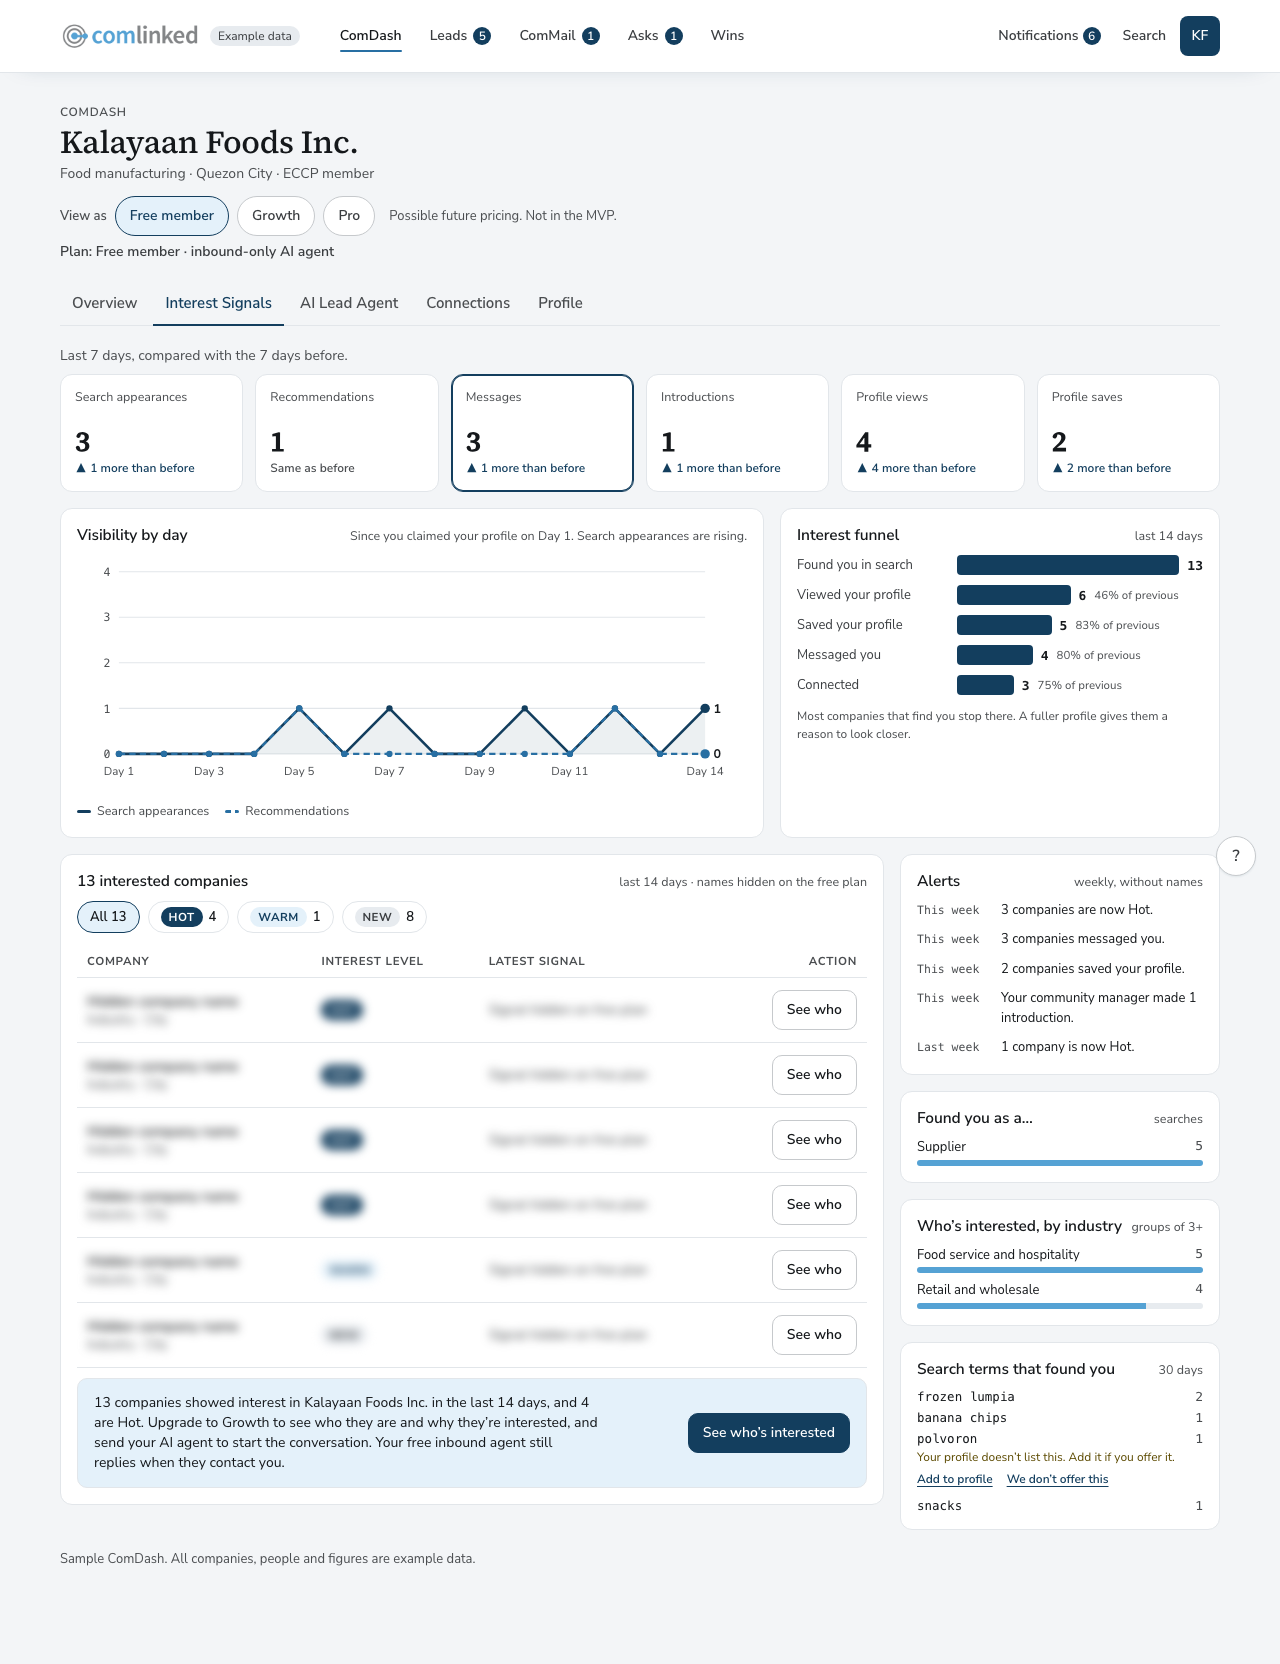 comlinked
Example data
ComDash
Leads 5
ComMail 1
Asks 1
Wins
Notifications 6
Search
KF
COMDASH
Kalayaan Foods Inc.
Food manufacturing · Quezon City · ECCP member
View as
Free member
Growth
Pro
Possible future pricing. Not in the MVP.
Plan: Free member · inbound-only AI agent
Overview
Interest Signals
AI Lead Agent
Connections
Profile
Last 7 days, compared with the 7 days before.
Search appearances
3
▲ 1 more than before
Recommendations
1
Same as before
Messages
3
▲ 1 more than before
Introductions
1
▲ 1 more than before
Profile views
4
▲ 4 more than before
Profile saves
2
▲ 2 more than before
Visibility by day
Since you claimed your profile on Day 1. Search appearances are rising.
4
3
2
1
0
1
0
Day 1
Day 3
Day 5
Day 7
Day 9
Day 11
Day 14
Search appearances
Recommendations
Interest funnel
last 14 days
Found you in search
13
Viewed your profile
6 46% of previous
Saved your profile
5 83% of previous
Messaged you
4 80% of previous
Connected
3 75% of previous
Most companies that find you stop there. A fuller profile gives them a
reason to look closer.
?
13 interested companies
last 14 days · names hidden on the free plan
All 13
HOT 4
WARM 1
NEW 8
COMPANY
INTEREST LEVEL
LATEST SIGNAL
ACTION
See who
See who
See who
See who
See who
See who
13 companies showed interest in Kalayaan Foods Inc. in the last 14 days, and 4
are Hot. Upgrade to Growth to see who they are and why they're interested, and
send your AI agent to start the conversation. Your free inbound agent still
replies when they contact you.
See who's interested
Alerts
weekly, without names
This week
3 companies are now Hot.
This week
3 companies messaged you.
This week
2 companies saved your profile.
This week
Your community manager made 1
introduction.
Last week
1 company is now Hot.
Found you as a...
searches
Supplier
5
Who's interested, by industry
groups of 3+
Food service and hospitality
5
Retail and wholesale
4
Search terms that found you
30 days
frozen lumpia
2
banana chips
1
polvoron
1
Your profile doesn't list this. Add it if you offer it.
Add to profile
We don't offer this
snacks
1
Sample ComDash. All companies, people and figures are example data.